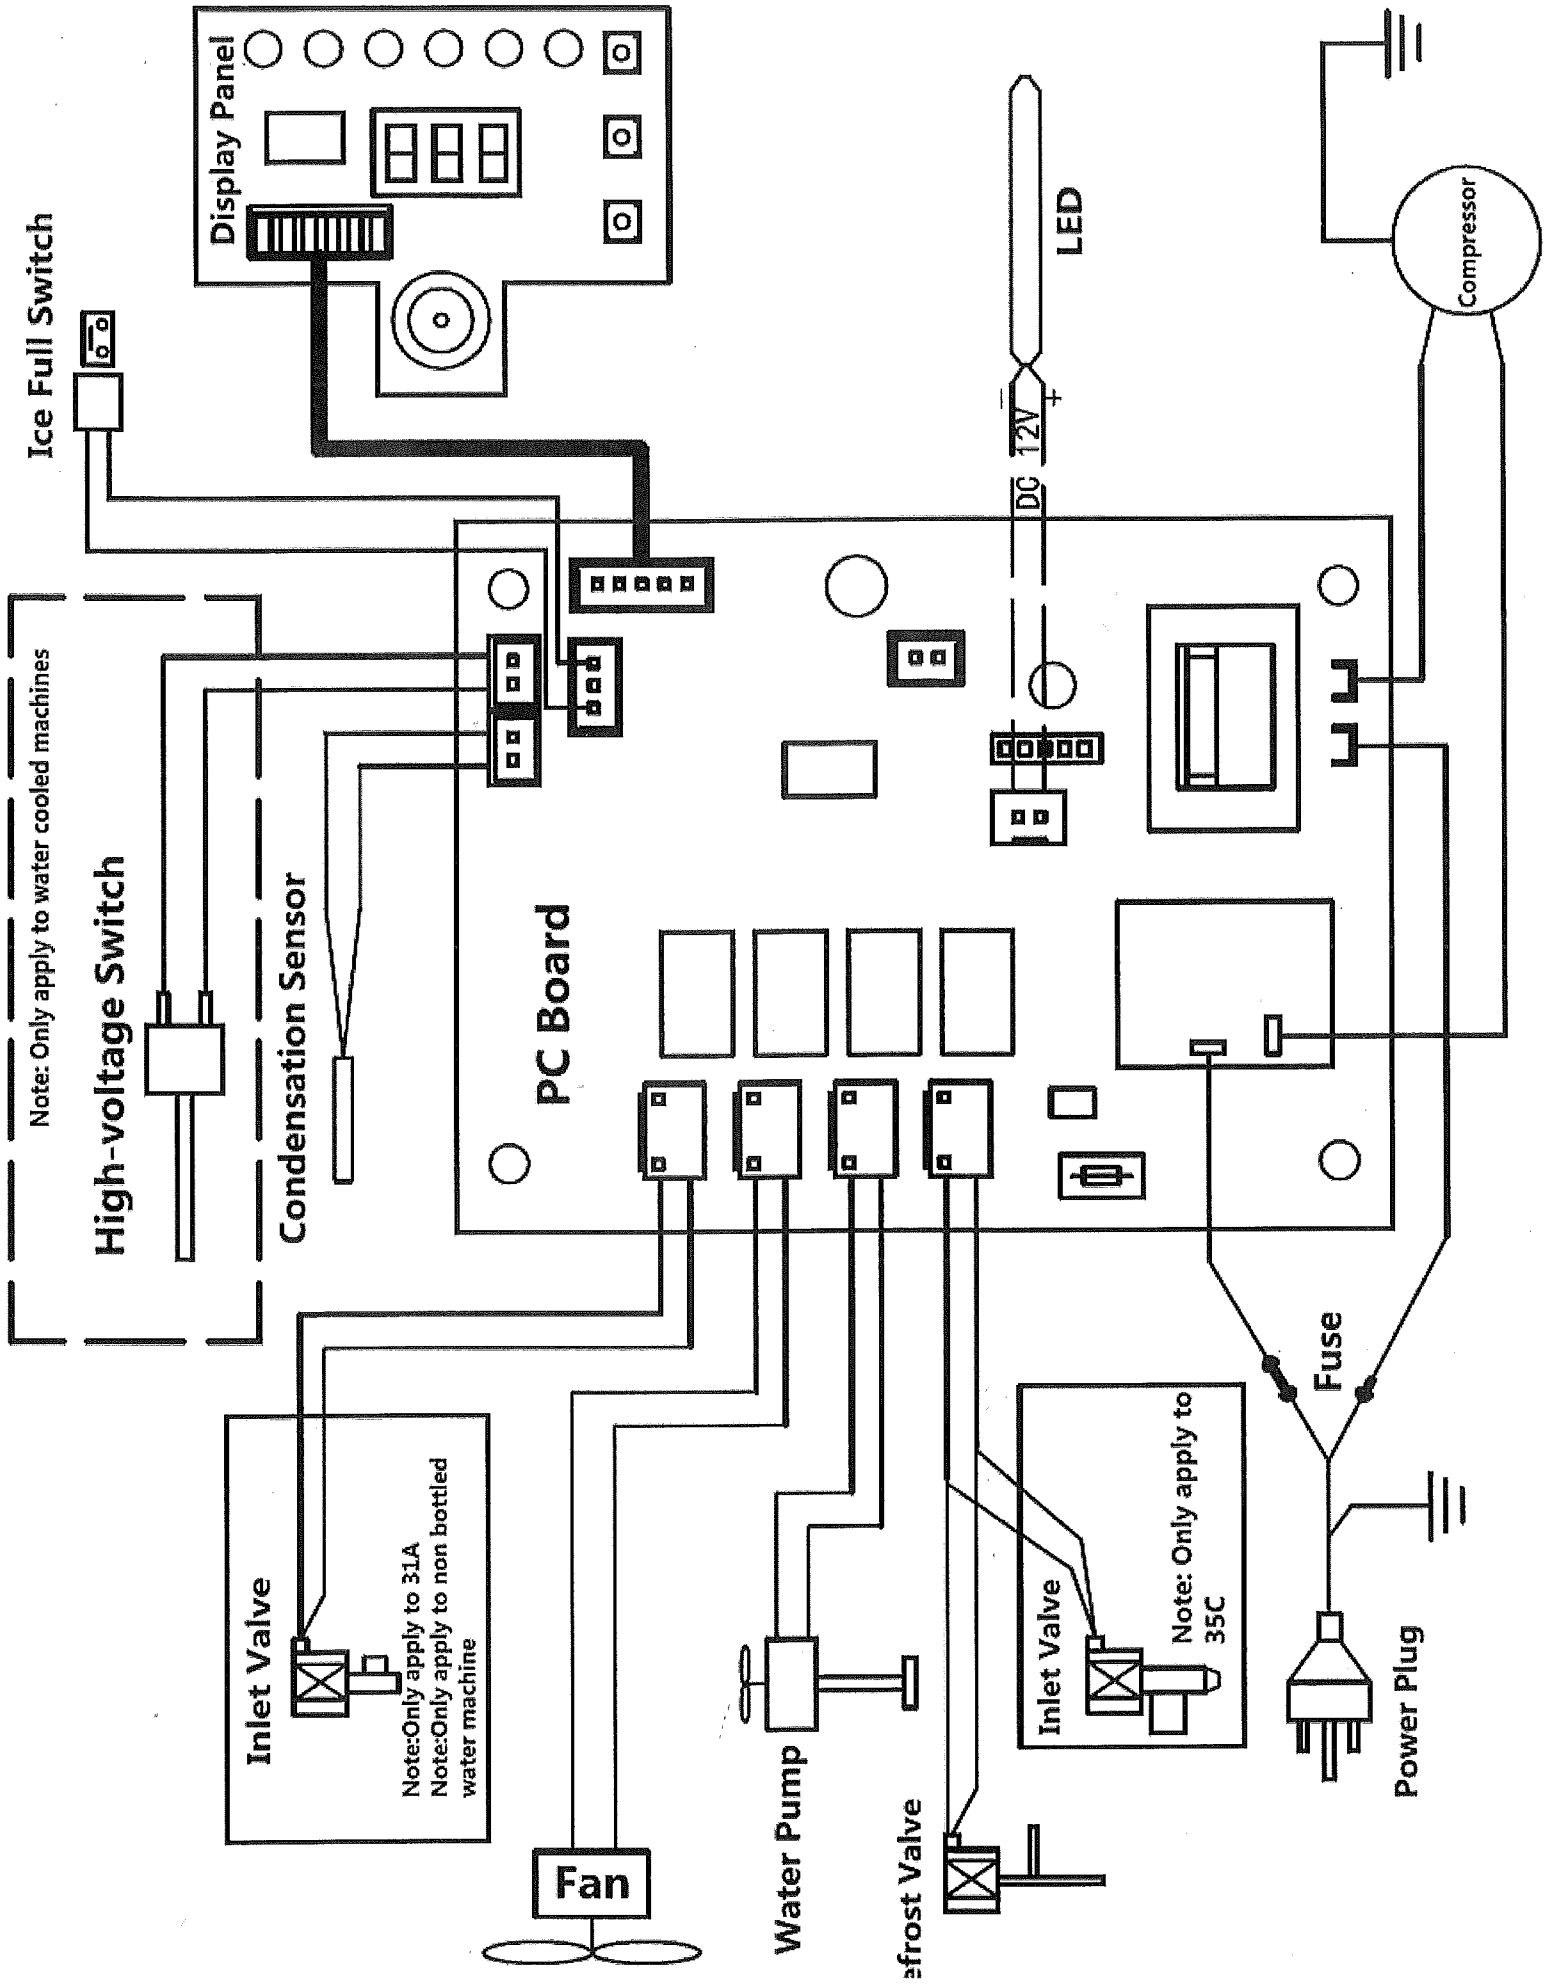 Note: Only apply to water cooled machines
High-voltage Switch
Ice Full Switch
Condensation Sensor
Display Panel
Inlet Valve
Note:Only apply to 31A
Note:Only apply to non bottled
water machine
PC Board
Fan
Water Pump
efrost Valve
DC 12V
−
+
LED
Inlet Valve
Note: Only apply to
35C
Fuse
Power Plug
Compressor